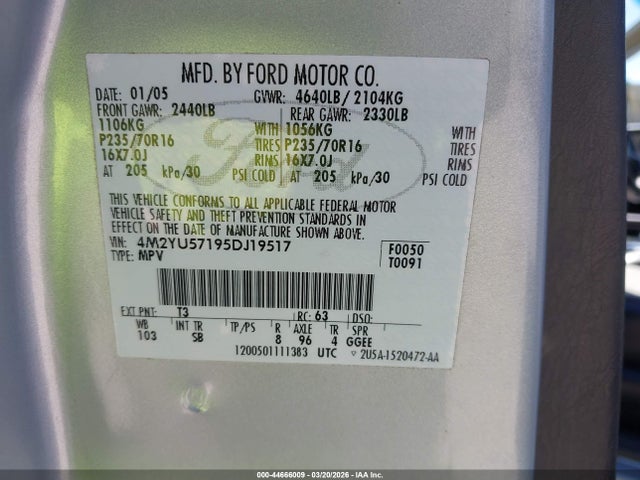 MFD. BY FORD MOTOR CO.
DATE: 01/05 GVWR: 4640LB/ 2104KG
FRONT GAWR: 2440LB REAR GAWR: 2330LB
1106KG WITH 1056KG WITH
P235/70R16 TIRES P235/70R16 TIRES
16X7.0J RIMS 16X7.0J RIMS
AT 205 kPa/30 PSI COLD AT 205 kPa/30 PSI COLD
Ford
THIS VEHICLE CONFORMS TO ALL APPLICABLE FEDERAL MOTOR
VEHICLE SAFETY AND THEFT PREVENTION STANDARDS IN
EFFECT ON THE DATE OF MANUFACTURE SHOWN ABOVE.
VIN: 4M2YU57195DJ19517 F0050
TYPE: MPV T0091
EXT PNT: T3 RC: 63 DSO:
WB INT TR TP/PS R AXLE TR SPR
103 SB 8 96 4 GGEE
1200501111383 UTC 2U5A-1520472-AA
000-44666009 | 03/20/2026 | IAA Inc.